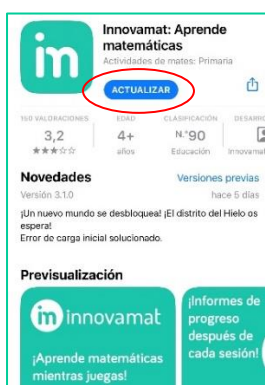 in
Innovamat: Aprende
matemáticas
Actividades de mates: Primaria
ACTUALIZAR
150 VALORACIONES
EDAD
CLASIFICACIÓN
3,2
4+
N.º90
★★★☆☆
años
Educación
Innovamat
Novedades
Versiones previas
Versión 3.1.0
hace 5 días
¡Un nuevo mundo se desbloquea! ¡El distrito del Hielo os
espera!
Error de carga inicial solucionado.
Previsualización
in innovamat
¡Aprende matemáticas
mientras juegas!
¡Informes de
progreso
después de
cada sesión!